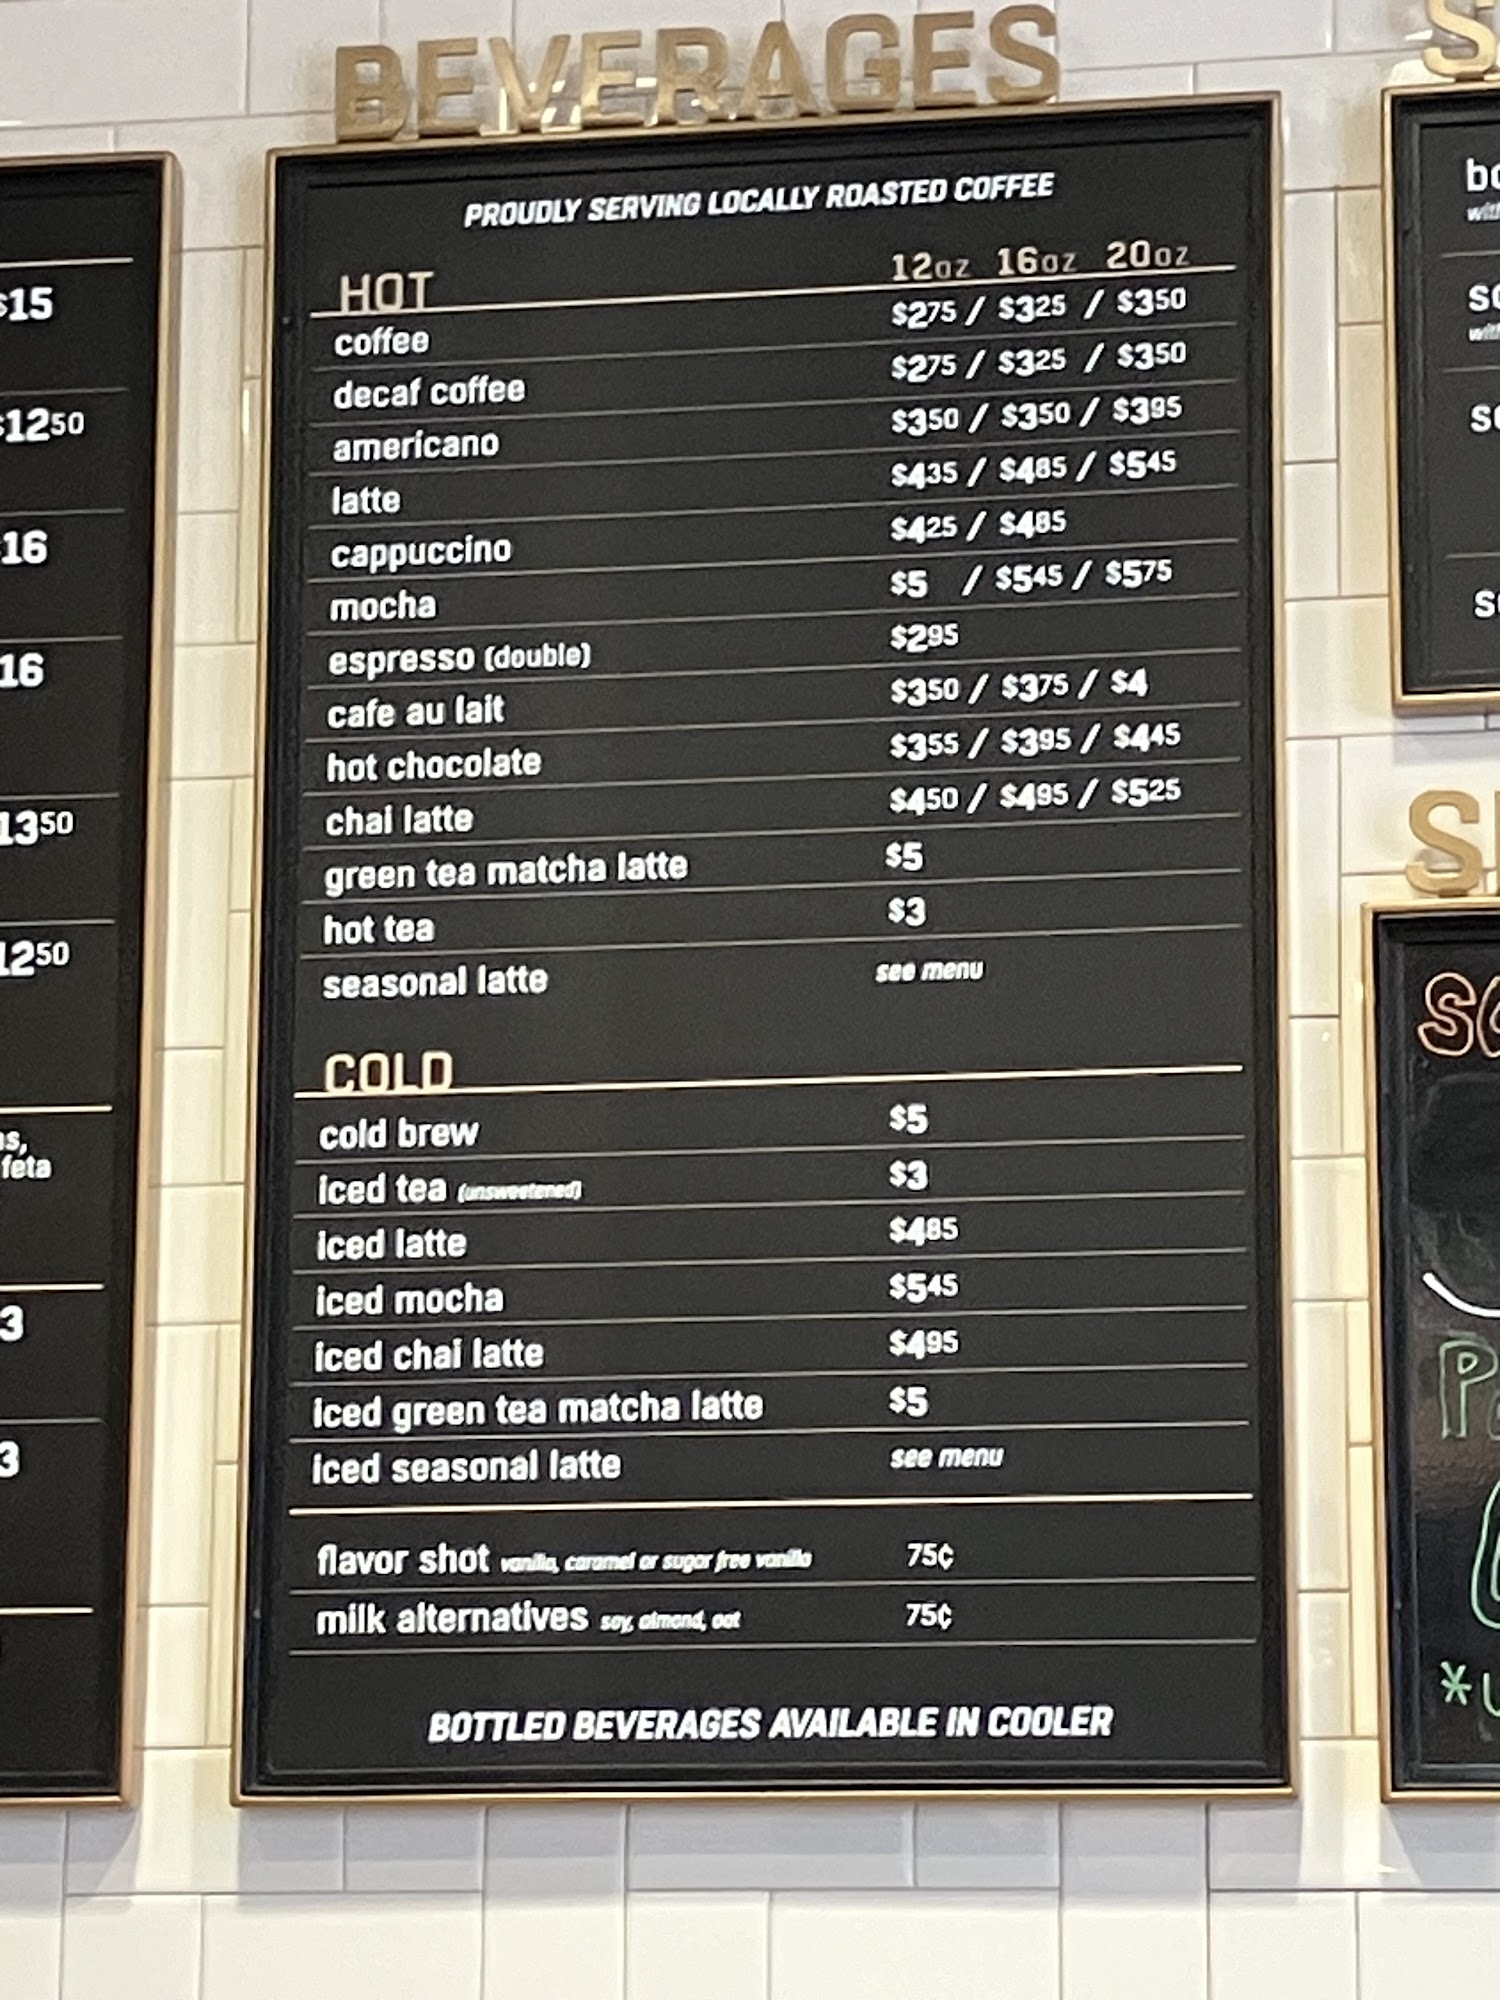 BEVERAGES
PROUDLY SERVING LOCALLY ROASTED COFFEE
HOT 12oz 16oz 20oz
coffee $275 / $325 / $350
decaf coffee $275 / $325 / $350
americano $350 / $350 / $395
latte $435 / $485 / $545
cappuccino $425 / $485
mocha $5 / $545 / $575
espresso (double) $295
cafe au lait $350 / $375 / $4
hot chocolate $355 / $395 / $445
chai latte $450 / $495 / $525
green tea matcha latte $5
hot tea $3
seasonal latte see menu
COLD
cold brew $5
iced tea (unsweetened) $3
iced latte $485
iced mocha $545
iced chai latte $495
iced green tea matcha latte $5
iced seasonal latte see menu
flavor shot vanilla, caramel or sugar free vanilla 75¢
milk alternatives soy, almond, oat 75¢
BOTTLED BEVERAGES AVAILABLE IN COOLER
$15
$1250
16
16
1350
1250
feta
3
3